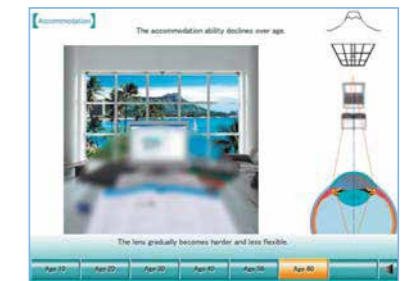 [Accommodation]
The accommodation ability declines over age.
The lens gradually becomes harder and less flexible.
Age 10 Age 20 Age 30 Age 40 Age 50 Age 60